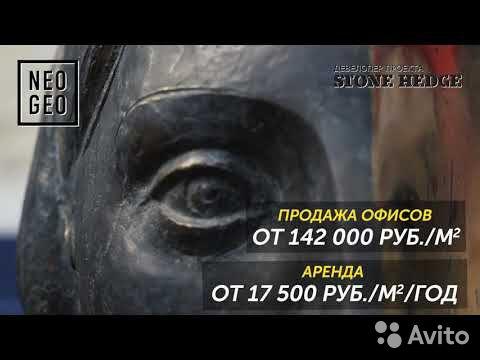 NEO
GEO
ДЕВЕЛОПЕР ПРОЕКТА
STONE HEDGE
ПРОДАЖА ОФИСОВ
ОТ 142 000 РУБ./М²
АРЕНДА
ОТ 17 500 РУБ./М²/ГОД
Avito